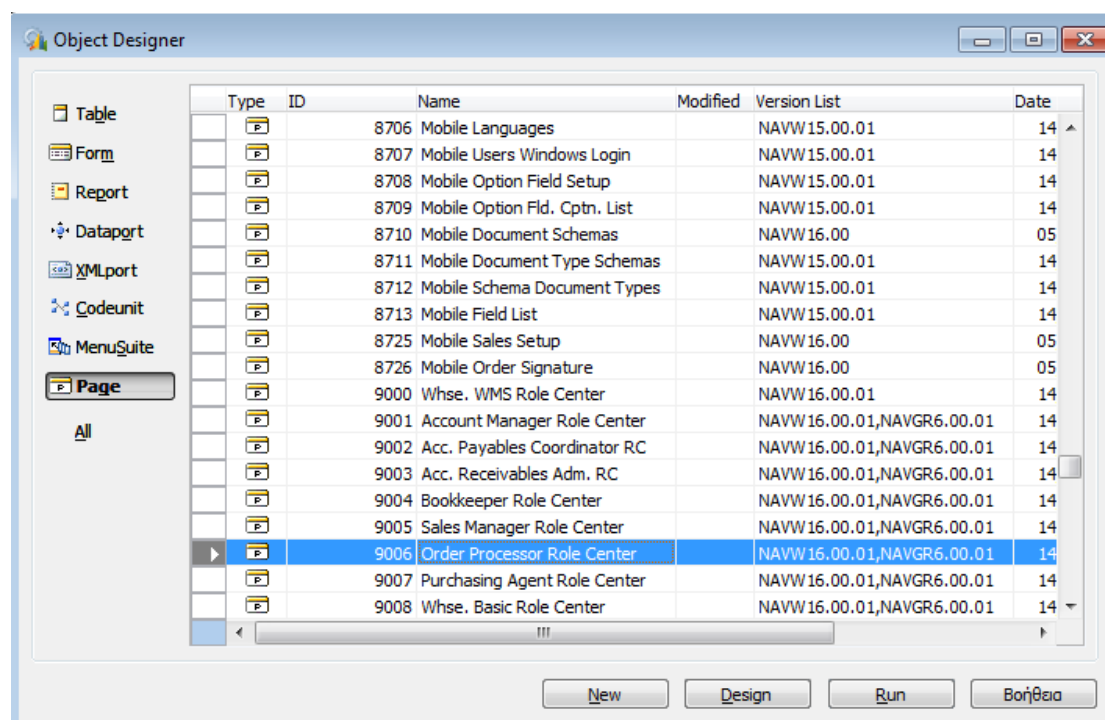 Object Designer
Table
Form
Report
Dataport
XMLport
Codeunit
MenuSuite
Page
All
Type ID Name Modified Version List Date
8706 Mobile Languages NAVW15.00.01 14
8707 Mobile Users Windows Login NAVW15.00.01 14
8708 Mobile Option Field Setup NAVW15.00.01 14
8709 Mobile Option Fld. Cptn. List NAVW15.00.01 14
8710 Mobile Document Schemas NAVW16.00 05
8711 Mobile Document Type Schemas NAVW15.00.01 14
8712 Mobile Schema Document Types NAVW15.00.01 14
8713 Mobile Field List NAVW15.00.01 14
8725 Mobile Sales Setup NAVW16.00 05
8726 Mobile Order Signature NAVW16.00 05
9000 Whse. WMS Role Center NAVW16.00.01 14
9001 Account Manager Role Center NAVW16.00.01,NAVGR6.00.01 14
9002 Acc. Payables Coordinator RC NAVW16.00.01,NAVGR6.00.01 14
9003 Acc. Receivables Adm. RC NAVW16.00.01,NAVGR6.00.01 14
9004 Bookkeeper Role Center NAVW16.00.01,NAVGR6.00.01 14
9005 Sales Manager Role Center NAVW16.00.01,NAVGR6.00.01 14
9006 Order Processor Role Center NAVW16.00.01,NAVGR6.00.01 14
9007 Purchasing Agent Role Center NAVW16.00.01,NAVGR6.00.01 14
9008 Whse. Basic Role Center NAVW16.00.01,NAVGR6.00.01 14
New Design Run Βοήθεια